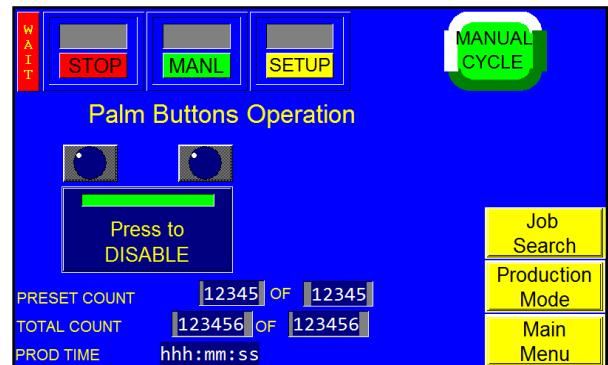 WAIT
STOP
MANL
SETUP
MANUAL
CYCLE
Palm Buttons Operation
Press to
DISABLE
Job
Search
Production
Mode
Main
Menu
PRESET COUNT 12345 OF 12345
TOTAL COUNT 123456 OF 123456
PROD TIME hhh:mm:ss